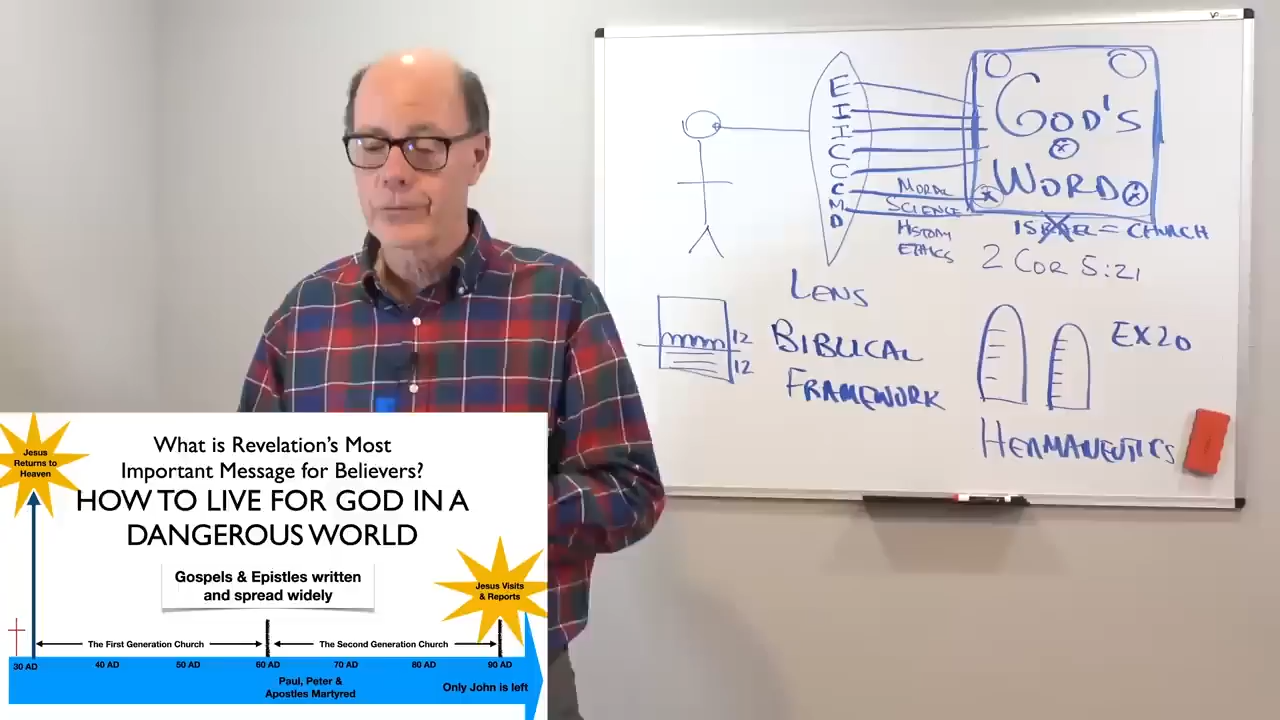 E
I
I
C
C
C
M
D
GOD'S
WORD
MORAL
SCIENCE
HISTORY
ETHICS
ISRAEL = CHURCH
2 COR 5:21
LENS
12
12
BIBLICAL
FRAMEWORK
EX20
HERMANEUTICS
What is Revelation's Most
Important Message for Believers?
HOW TO LIVE FOR GOD IN A
DANGEROUS WORLD
Jesus
Returns to
Heaven
Gospels & Epistles written
and spread widely
Jesus Visits
& Reports
The First Generation Church
The Second Generation Church
30 AD 40 AD 50 AD 60 AD 70 AD 80 AD 90 AD
Paul, Peter &
Apostles Martyred
Only John is left